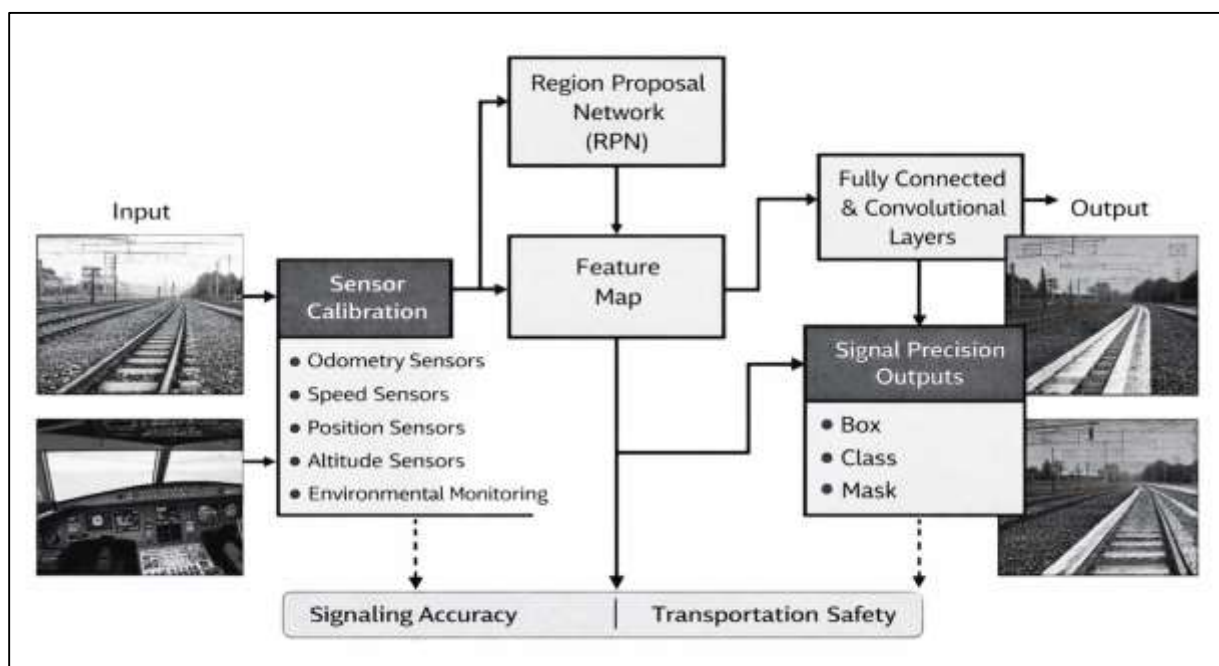 Input
Sensor
Calibration
• Odometry Sensors
• Speed Sensors
• Position Sensors
• Altitude Sensors
• Environmental Monitoring
Region Proposal
Network
(RPN)
Feature
Map
Fully Connected
& Convolutional
Layers
Output
Signal Precision
Outputs
• Box
• Class
• Mask
Signaling Accuracy | Transportation Safety